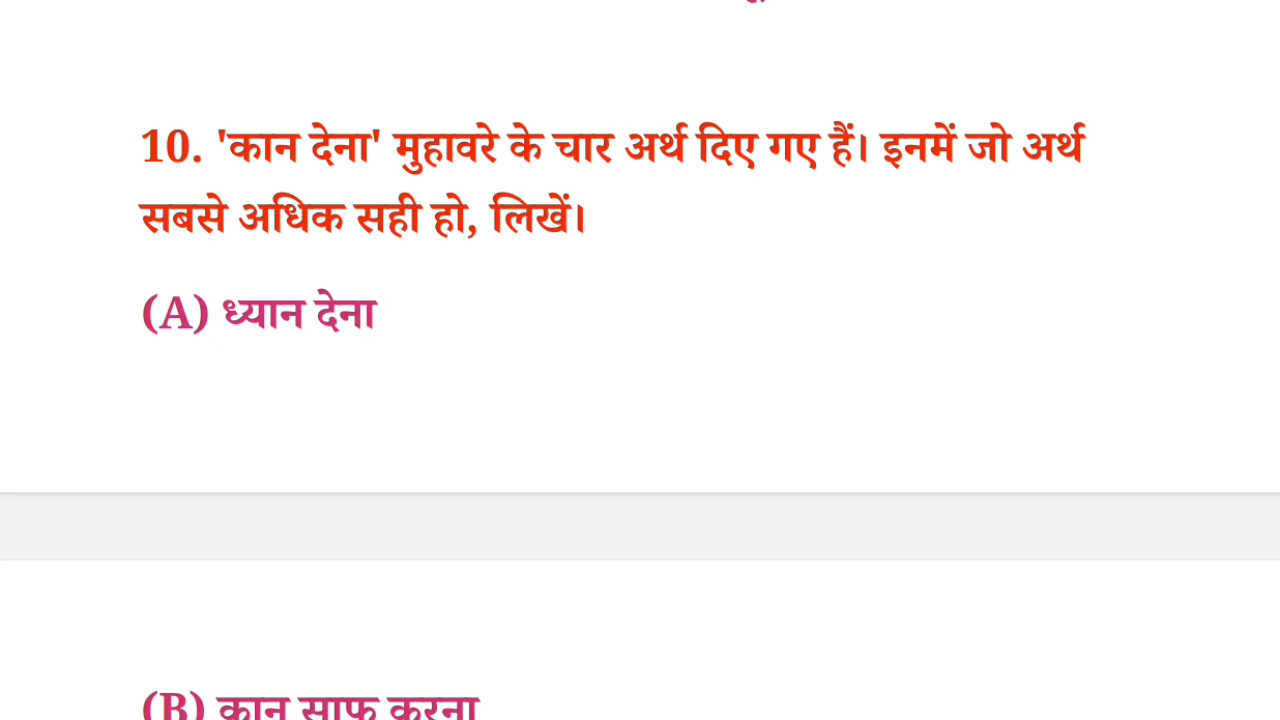 10. 'कान देना' मुहावरे के चार अर्थ दिए गए हैं। इनमें जो अर्थ
सबसे अधिक सही हो, लिखें।
(A) ध्यान देना
(B) कान साफ करना